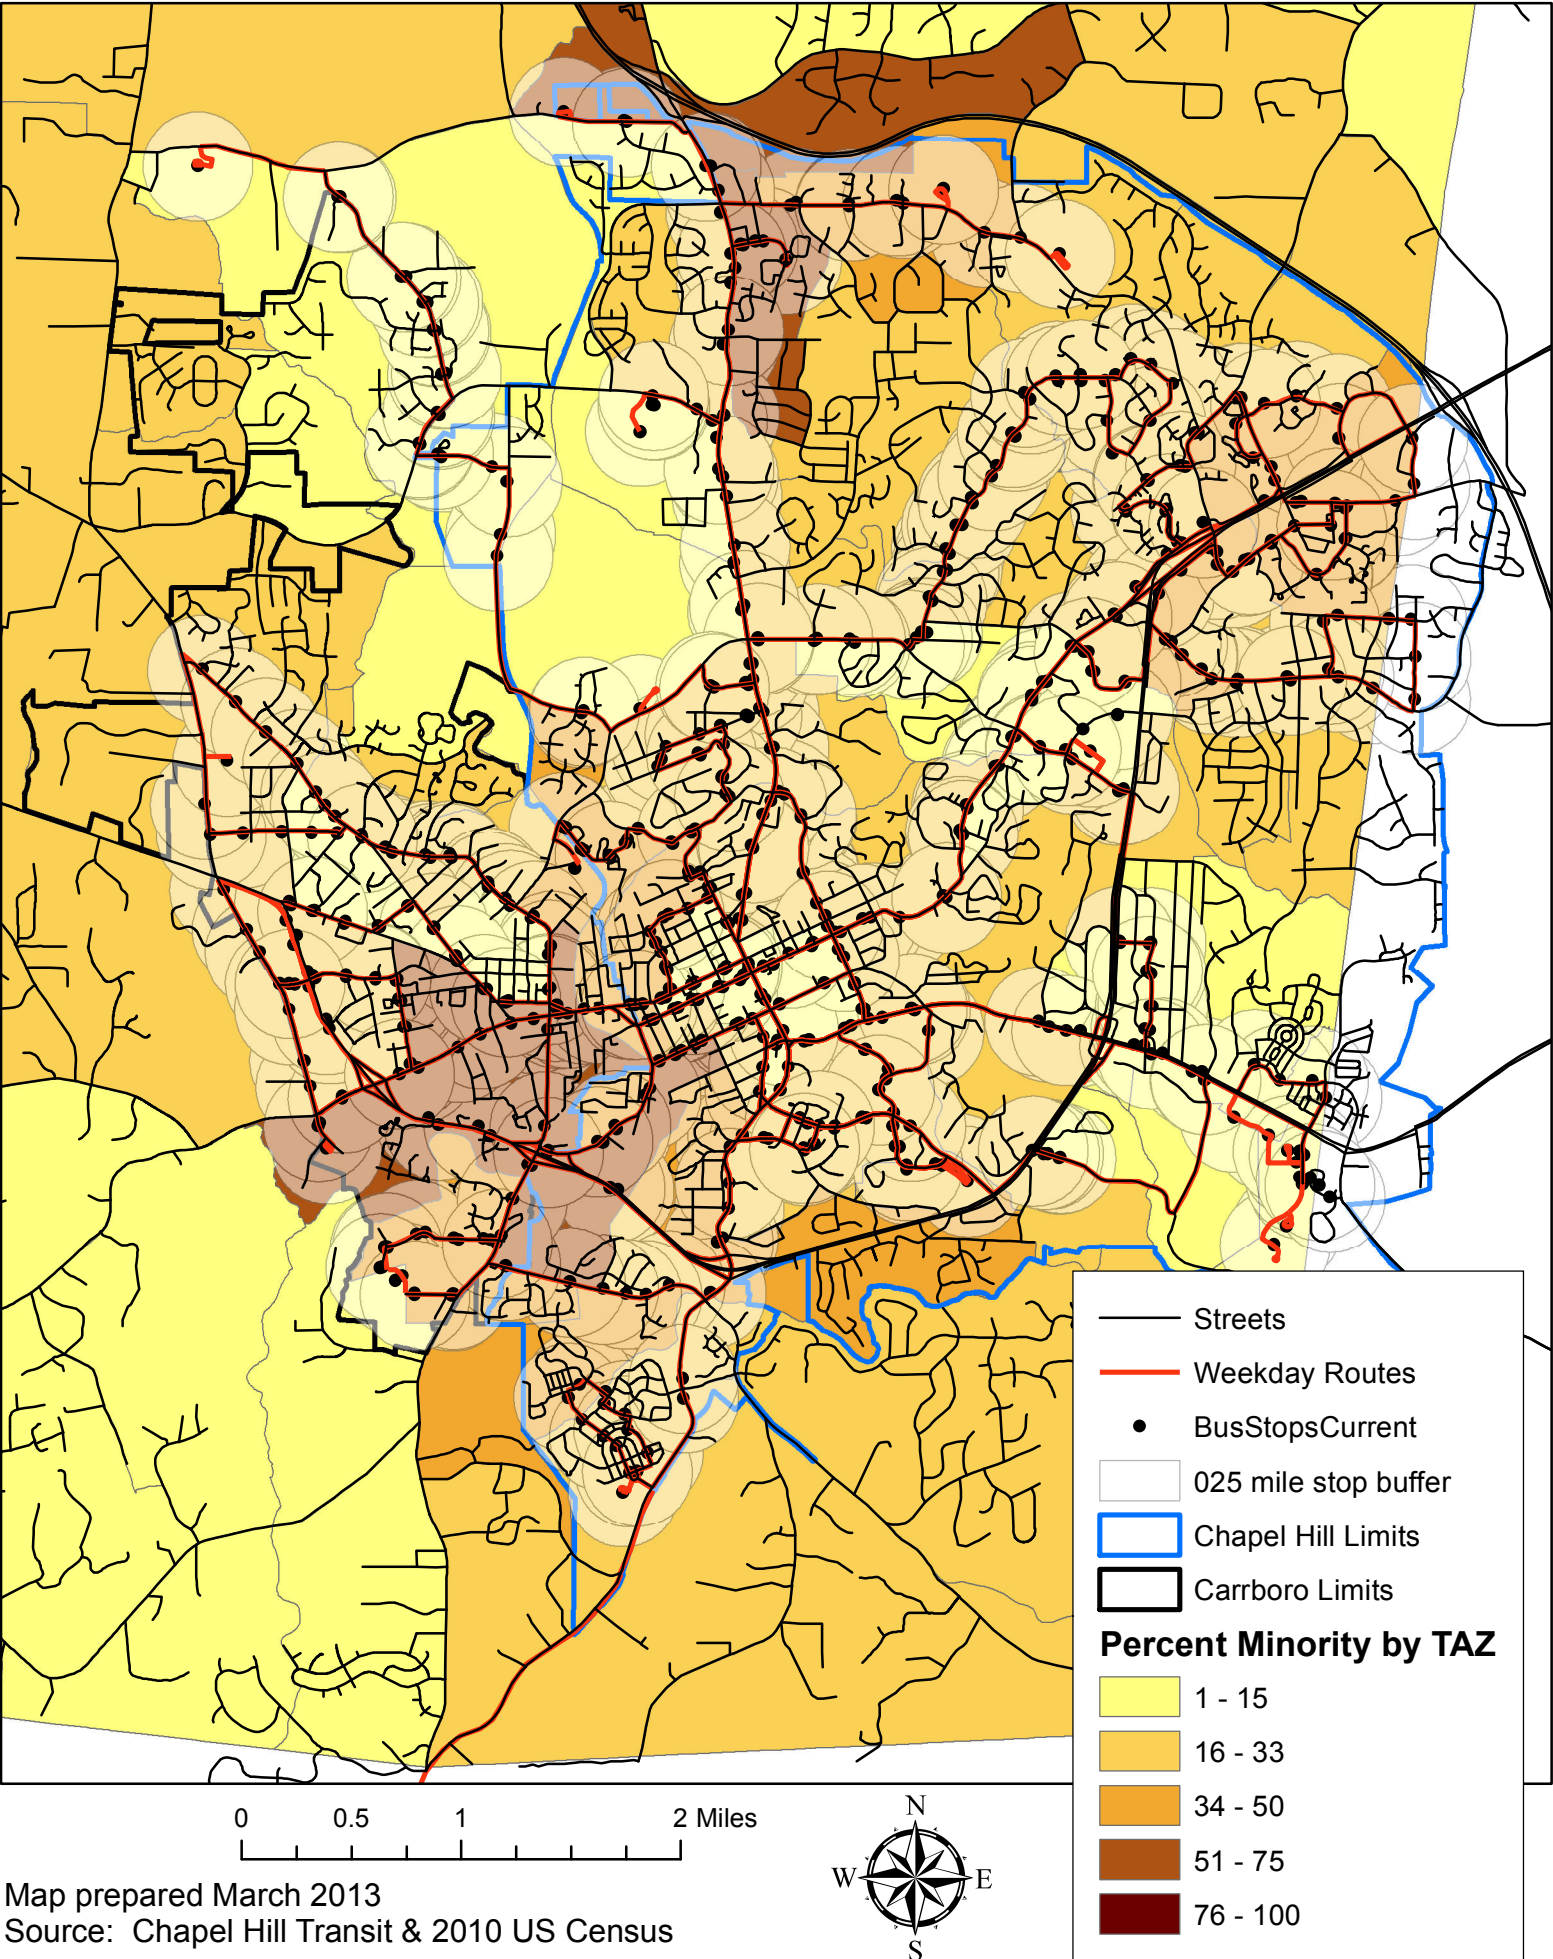 Streets
Weekday Routes
BusStopsCurrent
025 mile stop buffer
Chapel Hill Limits
Carrboro Limits
Percent Minority by TAZ
1 - 15
16 - 33
34 - 50
51 - 75
76 - 100
0 0.5 1 2 Miles
N
W E
S
Map prepared March 2013
Source: Chapel Hill Transit & 2010 US Census